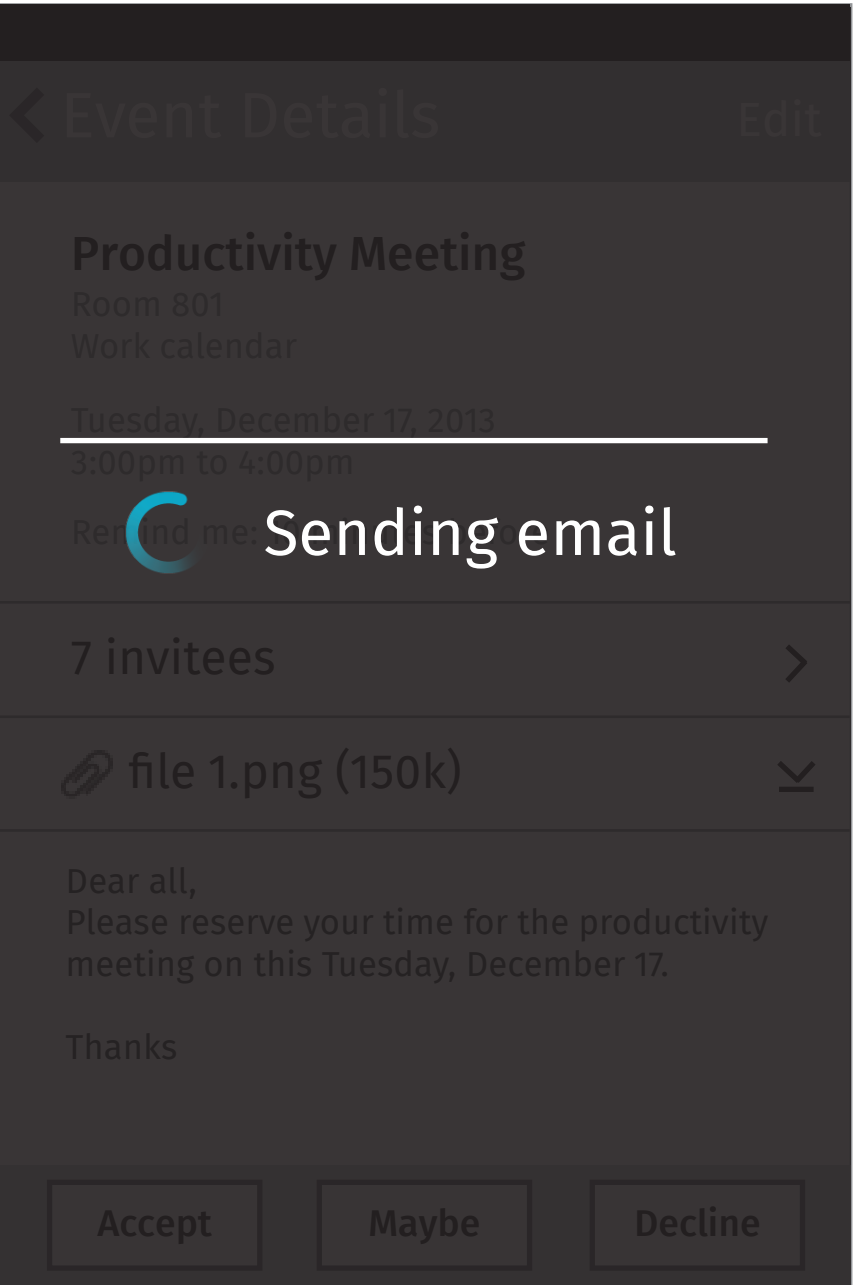 Event Details
Edit
Productivity Meeting
Room 801
Work calendar
Tuesday, December 17, 2013
3:00pm to 4:00pm
Remind me:
Sending email
7 invitees
file 1.png (150k)
Dear all,
Please reserve your time for the productivity
meeting on this Tuesday, December 17.
Thanks
Accept
Maybe
Decline